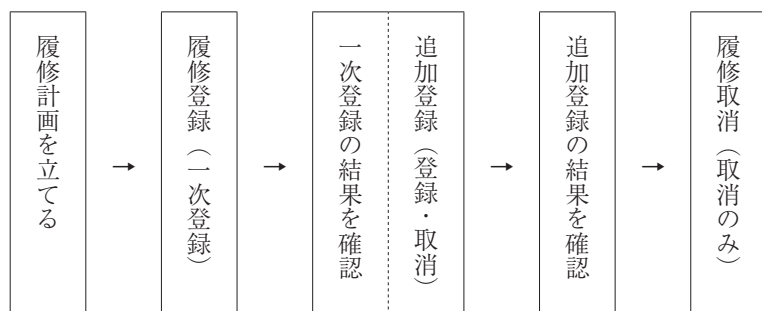 履修計画を立てる
→
履修登録（一次登録）
→
一次登録の結果を確認
追加登録（登録・取消）
→
追加登録の結果を確認
→
履修取消（取消のみ）